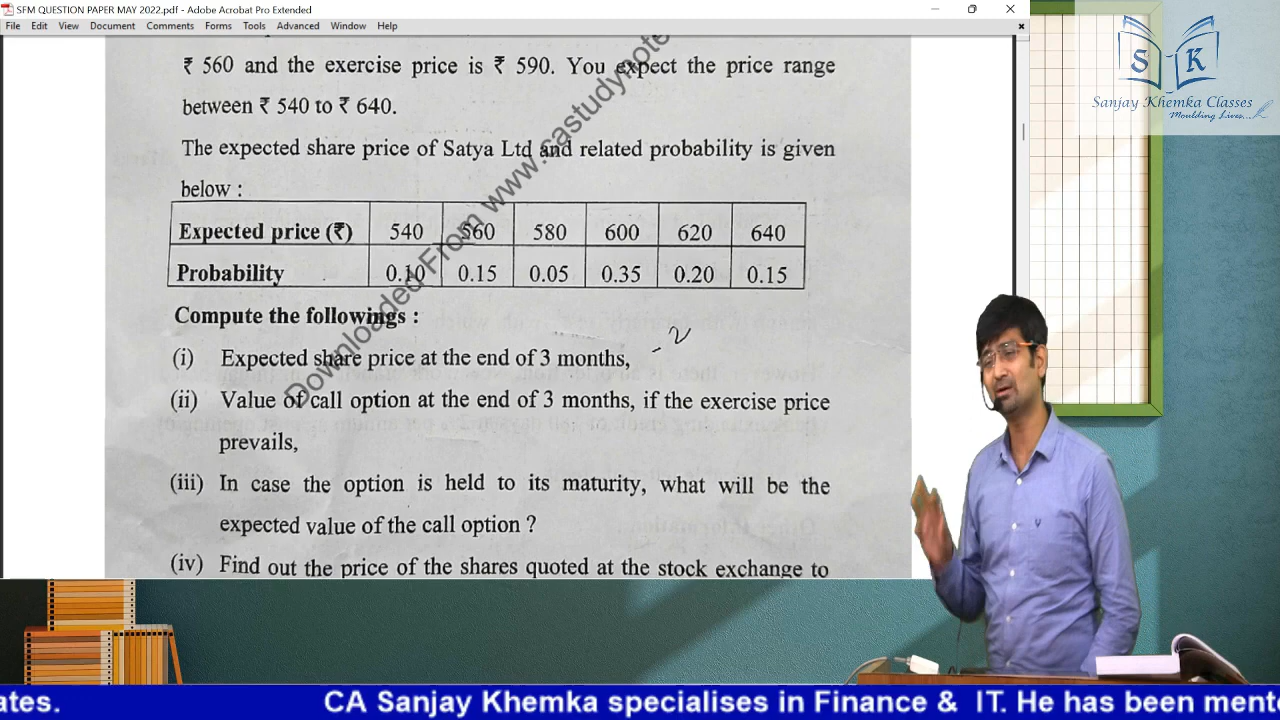 SFM QUESTION PAPER MAY 2022.pdf - Adobe Acrobat Pro Extended
File Edit View Document Comments Forms Tools Advanced Window Help
₹ 560 and the exercise price is ₹ 590. You expect the price range
between ₹ 540 to ₹ 640.
The expected share price of Satya Ltd and related probability is given
below :
Expected price (₹) 540 560 580 600 620 640
Probability 0.10 0.15 0.05 0.35 0.20 0.15
Compute the followings :
(i) Expected share price at the end of 3 months, - 2
(ii) Value of call option at the end of 3 months, if the exercise price
prevails,
(iii) In case the option is held to its maturity, what will be the
expected value of the call option ?
(iv) Find out the price of the shares quoted at the stock exchange to
Downloaded From www.castudynote
S K
Sanjay Khemka Classes
Moulding Lives...
ates. CA Sanjay Khemka specialises in Finance & IT. He has been mento